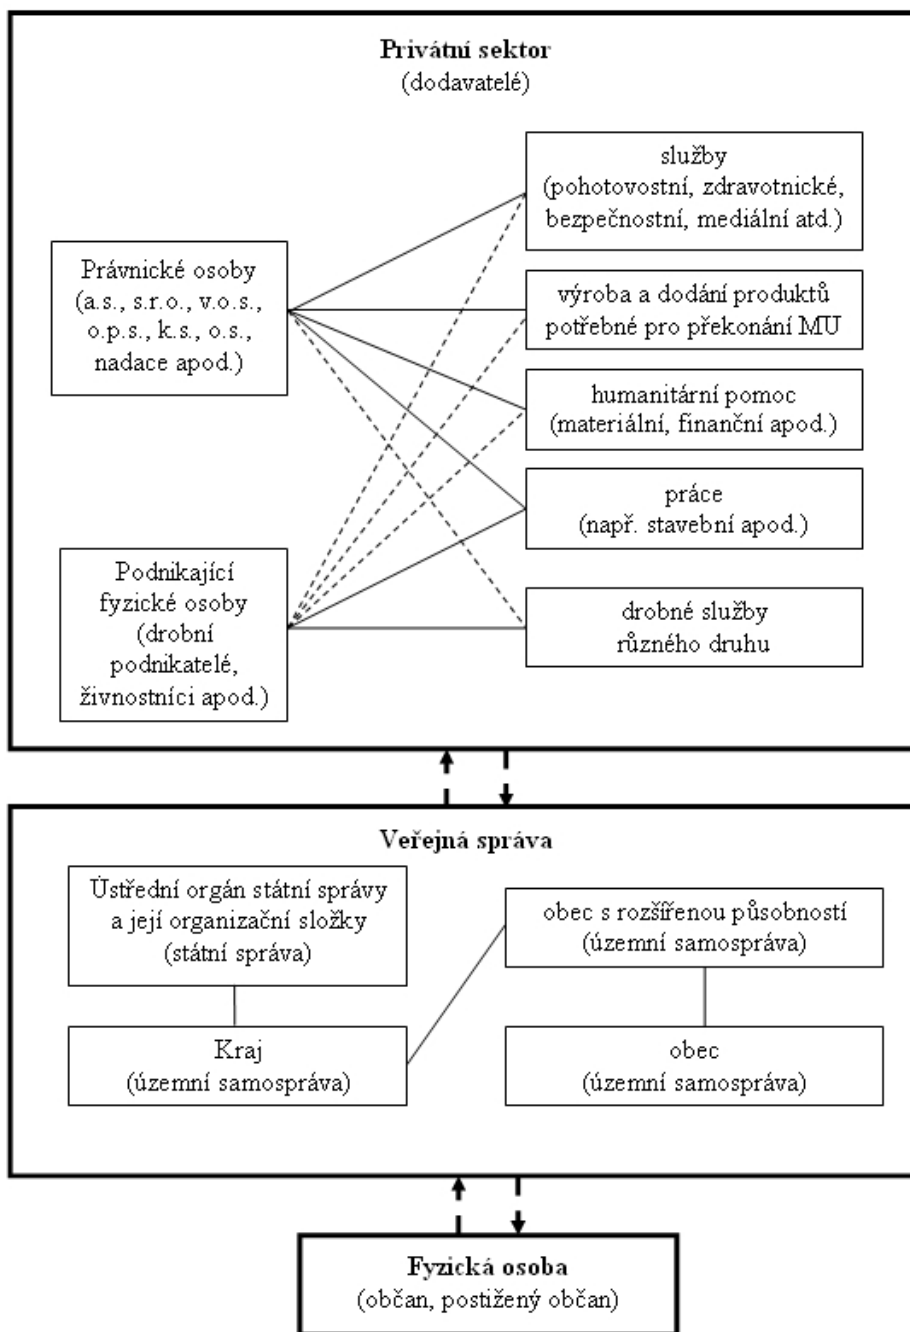 Privátní sektor
(dodavatelé)
služby
(pohotovostní, zdravotnické,
bezpečnostní, mediální atd.)
Právnické osoby
(a.s., s.r.o., v.o.s.,
o.p.s., k.s., o.s.,
nadace apod.)
výroba a dodání produktů
potřebné pro překonání MU
humanitární pomoc
(materiální, finanční apod.)
práce
(např. stavební apod.)
Podnikající
fyzické osoby
(drobní
podnikatelé,
živnostníci apod.)
drobné služby
různého druhu
Veřejná správa
Ústřední orgán státní správy
a její organizační složky
(státní správa)
obec s rozšířenou působností
(územní samospráva)
Kraj
(územní samospráva)
obec
(územní samospráva)
Fyzická osoba
(občan, postižený občan)